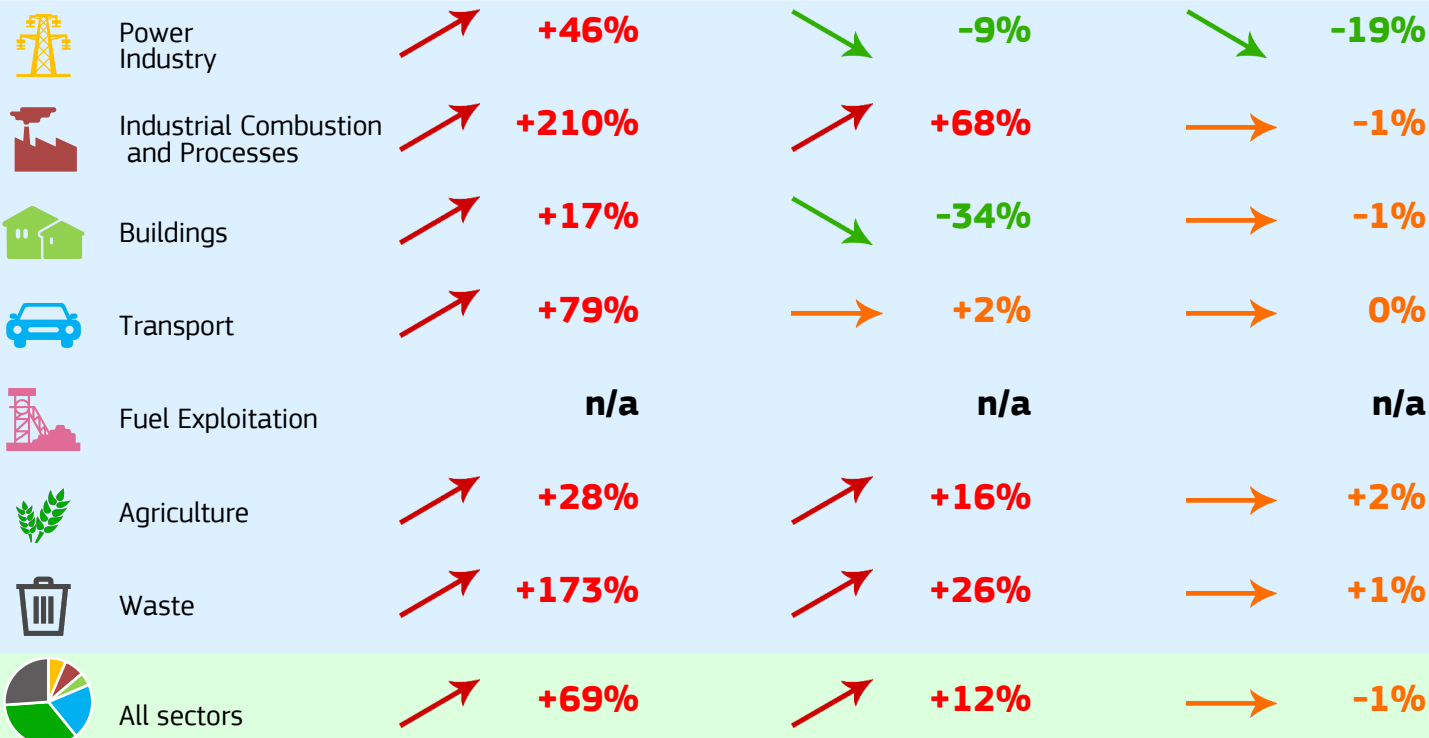 Power
Industry
+46%
-9%
-19%
Industrial Combustion
and Processes
+210%
+68%
-1%
Buildings
+17%
-34%
-1%
Transport
+79%
+2%
0%
Fuel Exploitation
n/a
n/a
n/a
Agriculture
+28%
+16%
+2%
Waste
+173%
+26%
+1%
All sectors
+69%
+12%
-1%